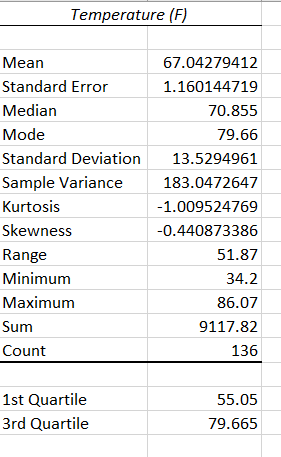 Temperature (F)
Mean 67.04279412
Standard Error 1.160144719
Median 70.855
Mode 79.66
Standard Deviation 13.5294961
Sample Variance 183.0472647
Kurtosis -1.009524769
Skewness -0.440873386
Range 51.87
Minimum 34.2
Maximum 86.07
Sum 9117.82
Count 136
1st Quartile 55.05
3rd Quartile 79.665